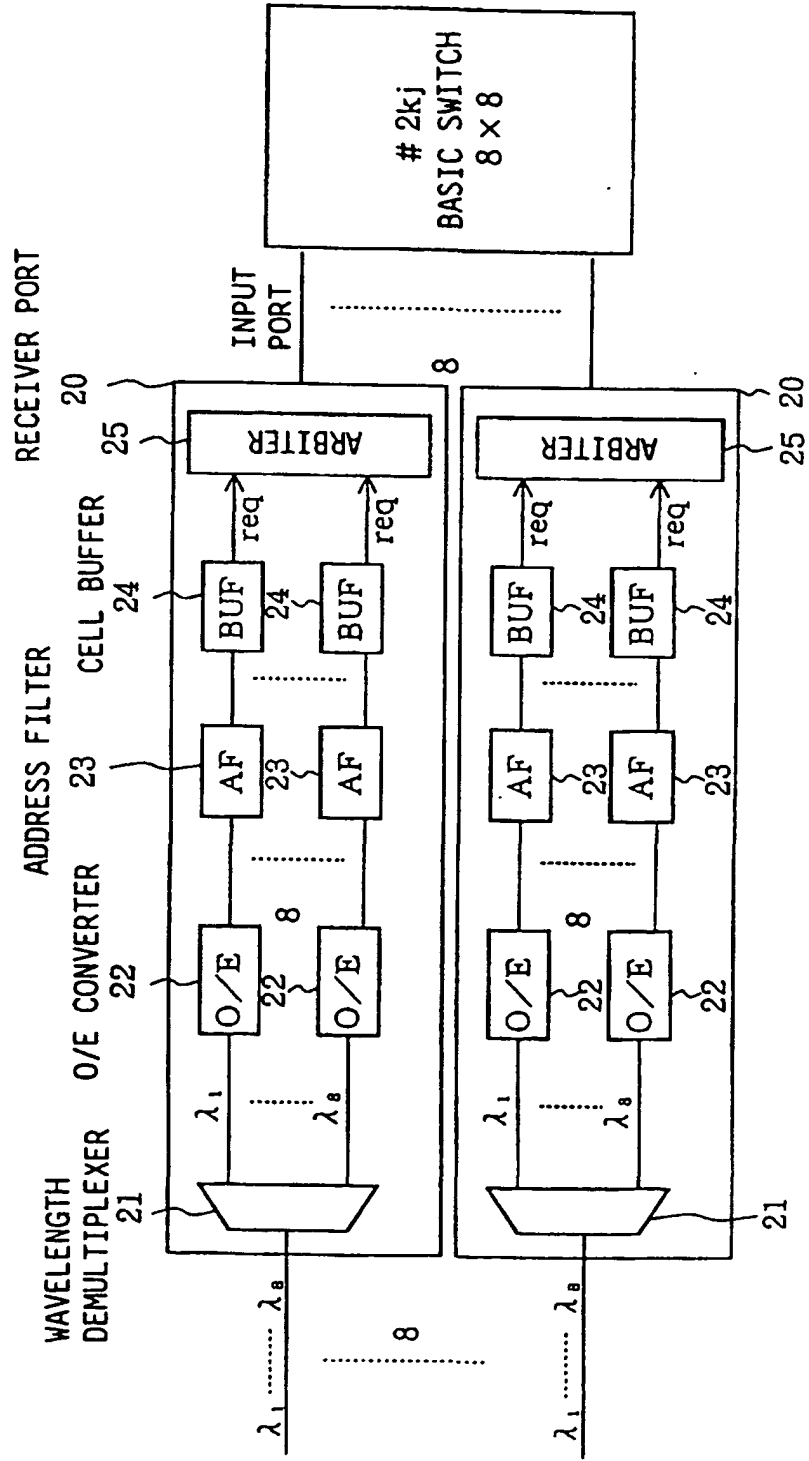 WAVELENGTH
DEMULTIPLEXER
O/E CONVERTER
ADDRESS FILTER
CELL BUFFER
RECEIVER PORT
21
22
23
24
25
20
λ1 λ8
λ1
λ8
O/E
8
22
O/E
AF
23
AF
BUF
24
BUF
req
req
ARBITER
INPUT
PORT
8
8
# 2kj
BASIC SWITCH
8 × 8
λ1 λ8
21
λ1
λ8
O/E
22
8
O/E
22
AF
23
AF
23
BUF
24
BUF
24
req
req
ARBITER
25
20